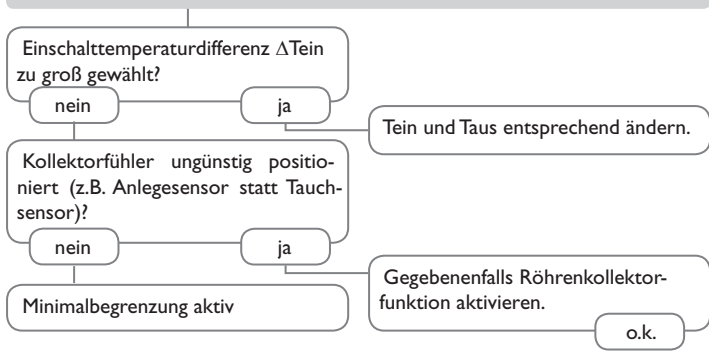 Einschalttemperaturdifferenz ΔTein
zu groß gewählt?
nein
ja
Tein und Taus entsprechend ändern.
Kollektorfühler ungünstig positio-
niert (z.B. Anlegesensor statt Tauch-
sensor)?
nein
ja
Gegebenenfalls Röhrenkollektor-
funktion aktivieren.
Minimalbegrenzung aktiv
o.k.